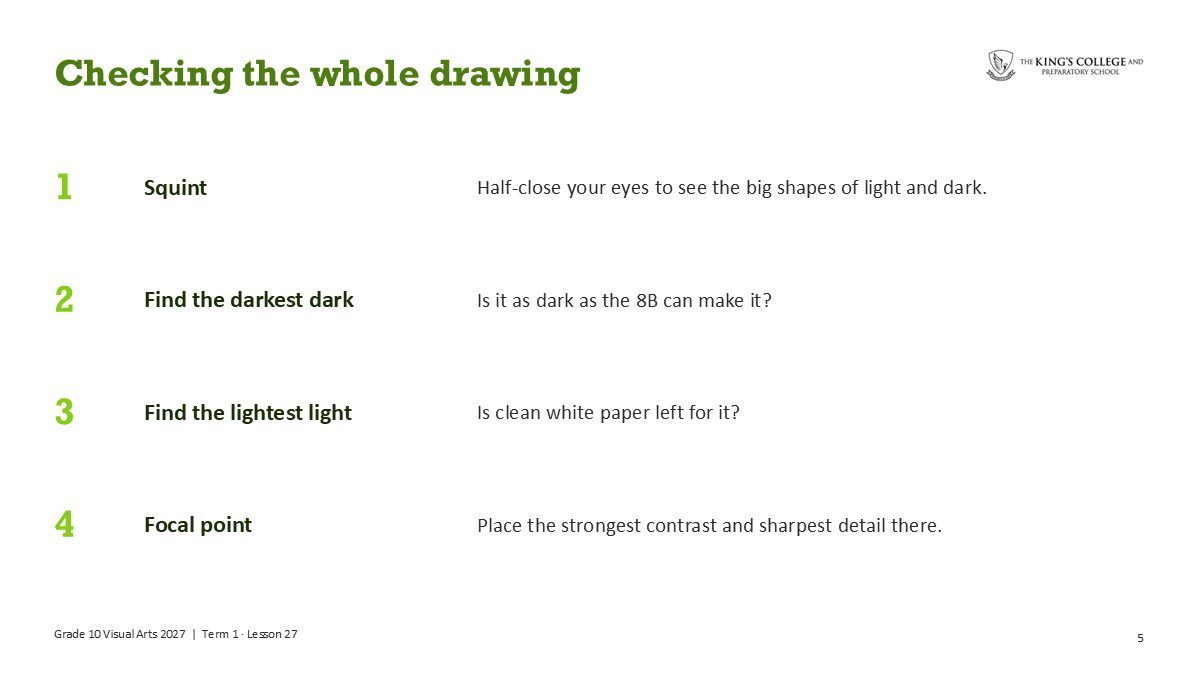 Checking the whole drawing
THE KING'S COLLEGE AND
PREPARATORY SCHOOL
1 Squint Half-close your eyes to see the big shapes of light and dark.
2 Find the darkest dark Is it as dark as the 8B can make it?
3 Find the lightest light Is clean white paper left for it?
4 Focal point Place the strongest contrast and sharpest detail there.
Grade 10 Visual Arts 2027 | Term 1 · Lesson 27
5